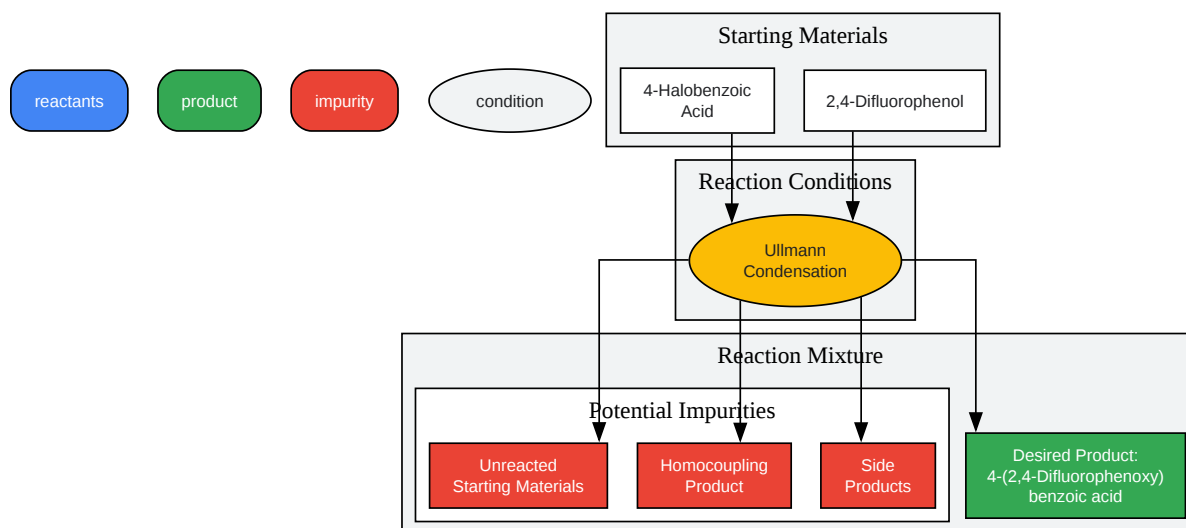 reactants
product
impurity
condition
Starting Materials
4-Halobenzoic
Acid
2,4-Difluorophenol
Reaction Conditions
Ullmann
Condensation
Reaction Mixture
Potential Impurities
Unreacted
Starting Materials
Homocoupling
Product
Side
Products
Desired Product:
4-(2,4-Difluorophenoxy)
benzoic acid